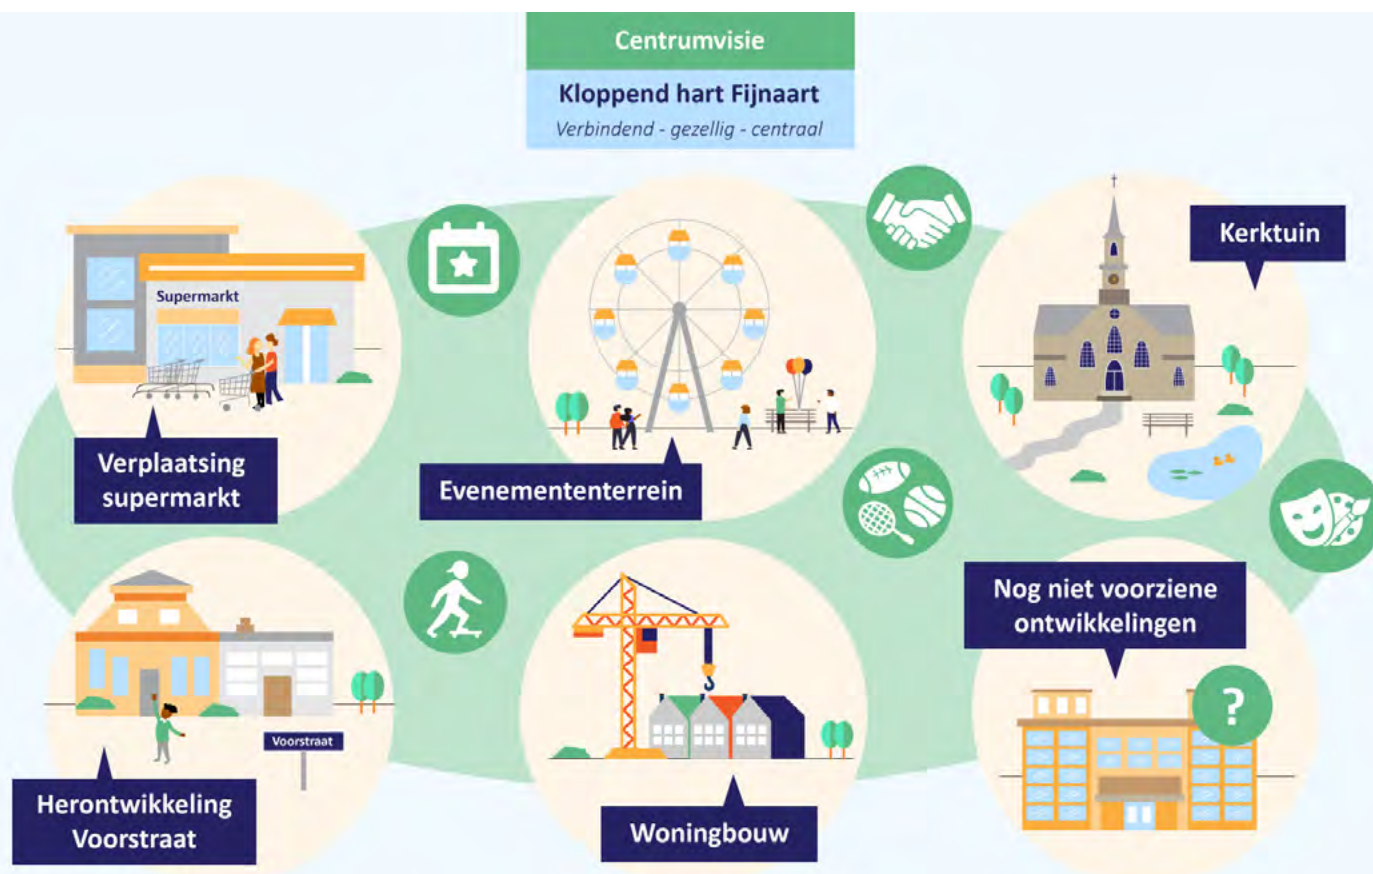 Centrumvisie
Kloppend hart Fijnaart
Verbindend - gezellig - centraal
Kerktuin
Supermarkt
Verplaatsing
supermarkt
Evenemententerrein
Nog niet voorziene
ontwikkelingen
?
Voorstraat
Herontwikkeling
Voorstraat
Woningbouw